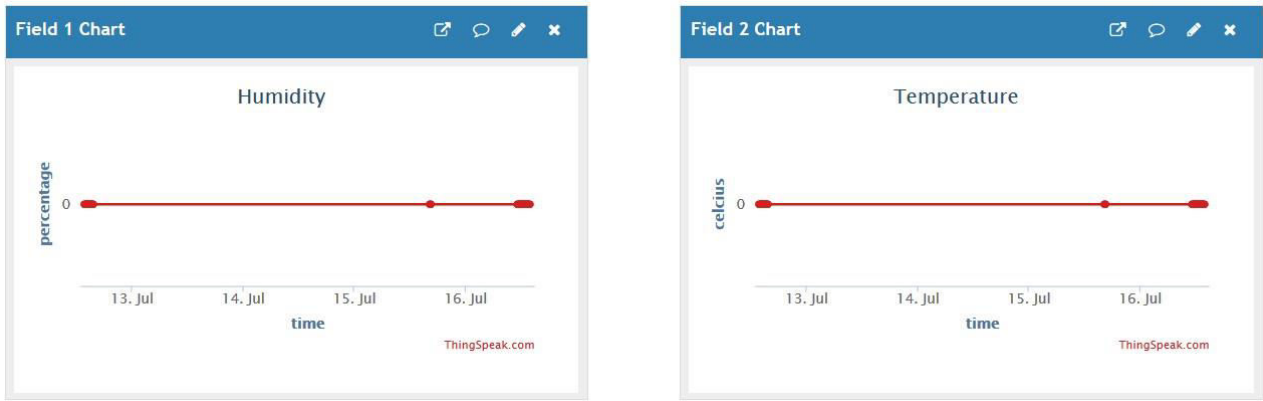 Field 1 Chart
Humidity
percentage
0
13. Jul 14. Jul 15. Jul 16. Jul
time
ThingSpeak.com
Field 2 Chart
Temperature
celcius
0
13. Jul 14. Jul 15. Jul 16. Jul
time
ThingSpeak.com